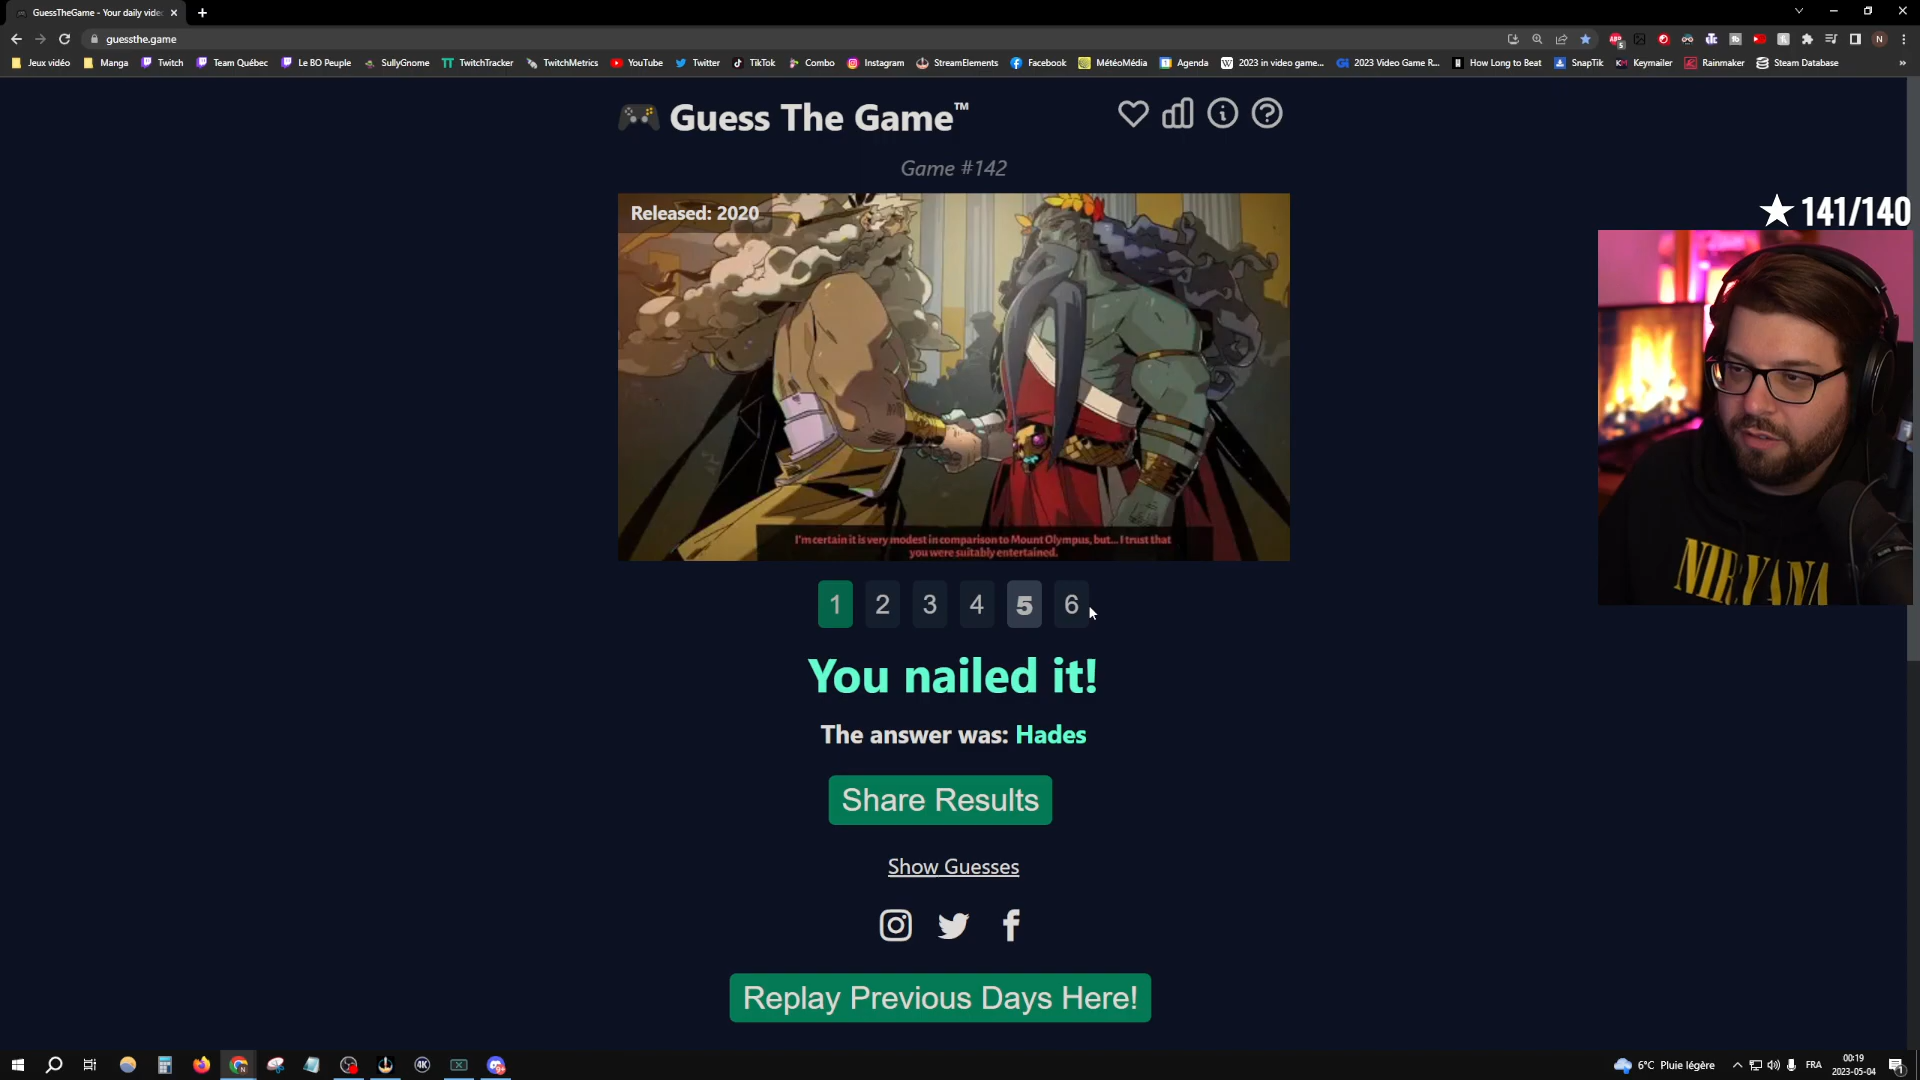 GuessTheGame - Your daily vide
guessthe.game
Jeux vidéo Manga Twitch Team Québec Le BO Peuple SullyGnome TwitchTracker TwitchMetrics YouTube Twitter TikTok Combo Instagram StreamElements Facebook MétéoMédia Agenda 2023 in video game... 2023 Video Game R... How Long to Beat SnapTik Keymailer Rainmaker Steam Database »
Guess The Game™
Game #142
141/140
Released: 2020
I'm certain it is very modest in comparison to Mount Olympus, but... I trust that
you were suitably entertained.
NIRVANA
1 2 3 4 5 6
You nailed it!
The answer was: Hades
Share Results
Show Guesses
Replay Previous Days Here!
6°C Pluie légère
FRA
00:19
2023-05-04